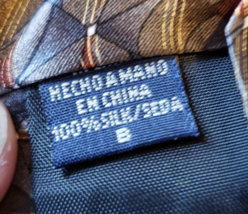 HECHO A MANO
EN CHINA
100% SILK/SEDA
B